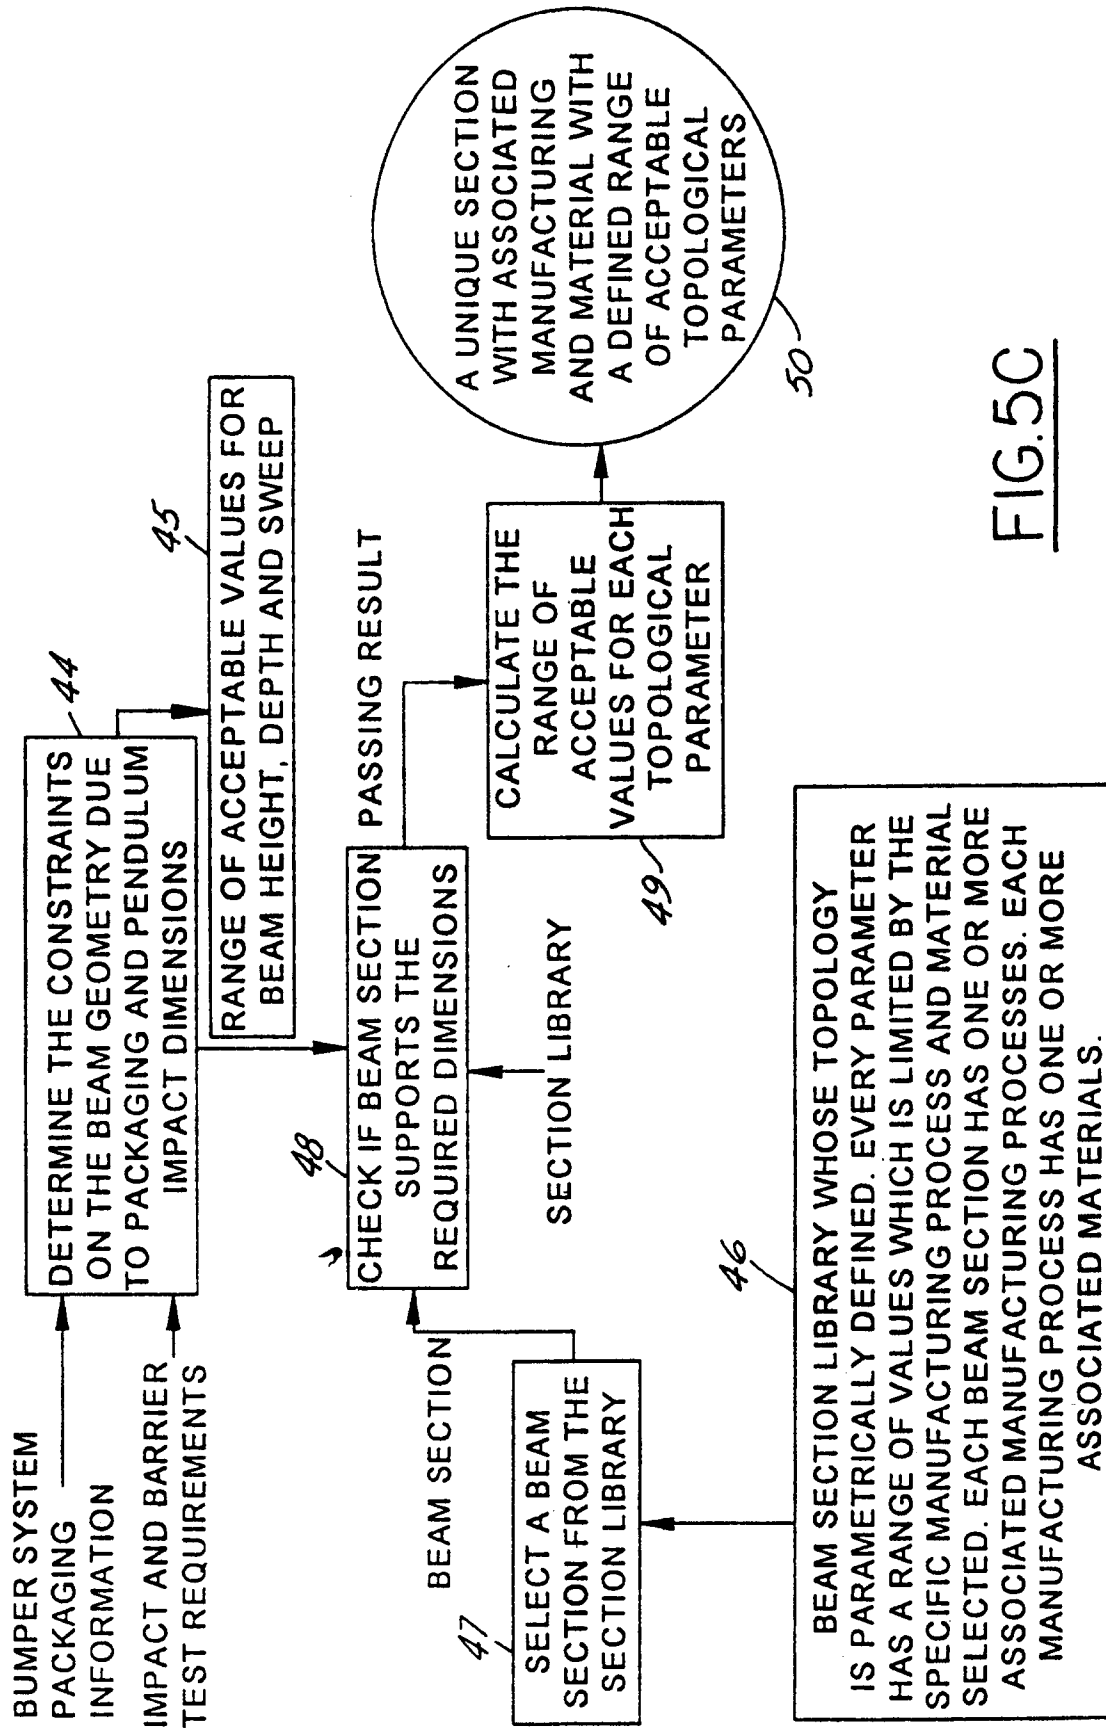 BUMPER SYSTEM
PACKAGING
INFORMATION
IMPACT AND BARRIER
TEST REQUIREMENTS
44
DETERMINE THE CONSTRAINTS
ON THE BEAM GEOMETRY DUE
TO PACKAGING AND PENDULUM
IMPACT DIMENSIONS
45
RANGE OF ACCEPTABLE VALUES FOR
BEAM HEIGHT, DEPTH AND SWEEP
BEAM SECTION
48
CHECK IF BEAM SECTION
SUPPORTS THE
REQUIRED DIMENSIONS
PASSING RESULT
SECTION LIBRARY
47
SELECT A BEAM
SECTION FROM THE
SECTION LIBRARY
49
CALCULATE THE
RANGE OF
ACCEPTABLE
VALUES FOR EACH
TOPOLOGICAL
PARAMETER
A UNIQUE SECTION
WITH ASSOCIATED
MANUFACTURING
AND MATERIAL WITH
A DEFINED RANGE
OF ACCEPTABLE
TOPOLOGICAL
PARAMETERS
50
46
BEAM SECTION LIBRARY WHOSE TOPOLOGY
IS PARAMETRICALLY DEFINED. EVERY PARAMETER
HAS A RANGE OF VALUES WHICH IS LIMITED BY THE
SPECIFIC MANUFACTURING PROCESS AND MATERIAL
SELECTED. EACH BEAM SECTION HAS ONE OR MORE
ASSOCIATED MANUFACTURING PROCESSES. EACH
MANUFACTURING PROCESS HAS ONE OR MORE
ASSOCIATED MATERIALS.
FIG.5C